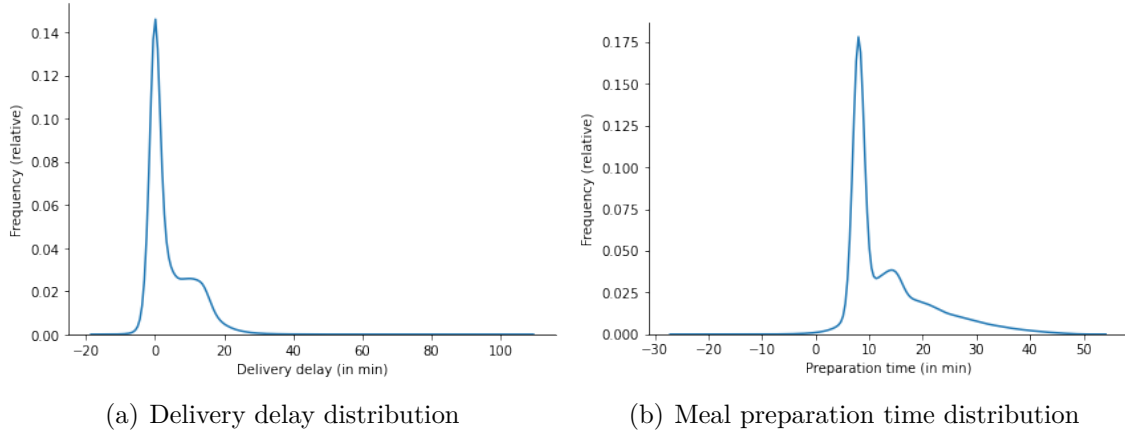 0.14
0.12
0.10
0.08
0.06
0.04
0.02
0.00
Frequency (relative)
−20 0 20 40 60 80 100
Delivery delay (in min)
(a) Delivery delay distribution
0.175
0.150
0.125
0.100
0.075
0.050
0.025
0.000
Frequency (relative)
−30 −20 −10 0 10 20 30 40 50
Preparation time (in min)
(b) Meal preparation time distribution